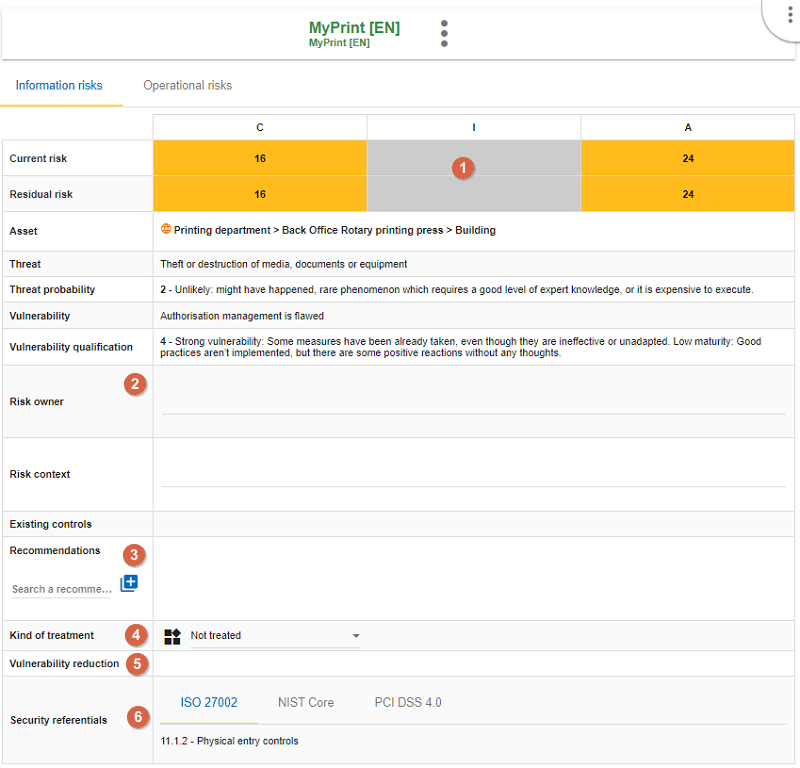 MyPrint [EN]
MyPrint [EN]
Information risks
Operational risks
C
I
A
Current risk
16
1
24
Residual risk
16
24
Asset
Printing department > Back Office Rotary printing press > Building
Threat
Theft or destruction of media, documents or equipment
Threat probability
2 - Unlikely: might have happened, rare phenomenon which requires a good level of expert knowledge, or it is expensive to execute.
Vulnerability
Authorisation management is flawed
Vulnerability qualification
4 - Strong vulnerability: Some measures have been already taken, even though they are ineffective or unadapted. Low maturity: Good
practices aren't implemented, but there are some positive reactions without any thoughts.
2
Risk owner
Risk context
Existing controls
Recommendations
3
Search a recomme...
Kind of treatment
4
Not treated
Vulnerability reduction
5
Security referentials
6
ISO 27002
NIST Core
PCI DSS 4.0
11.1.2 - Physical entry controls